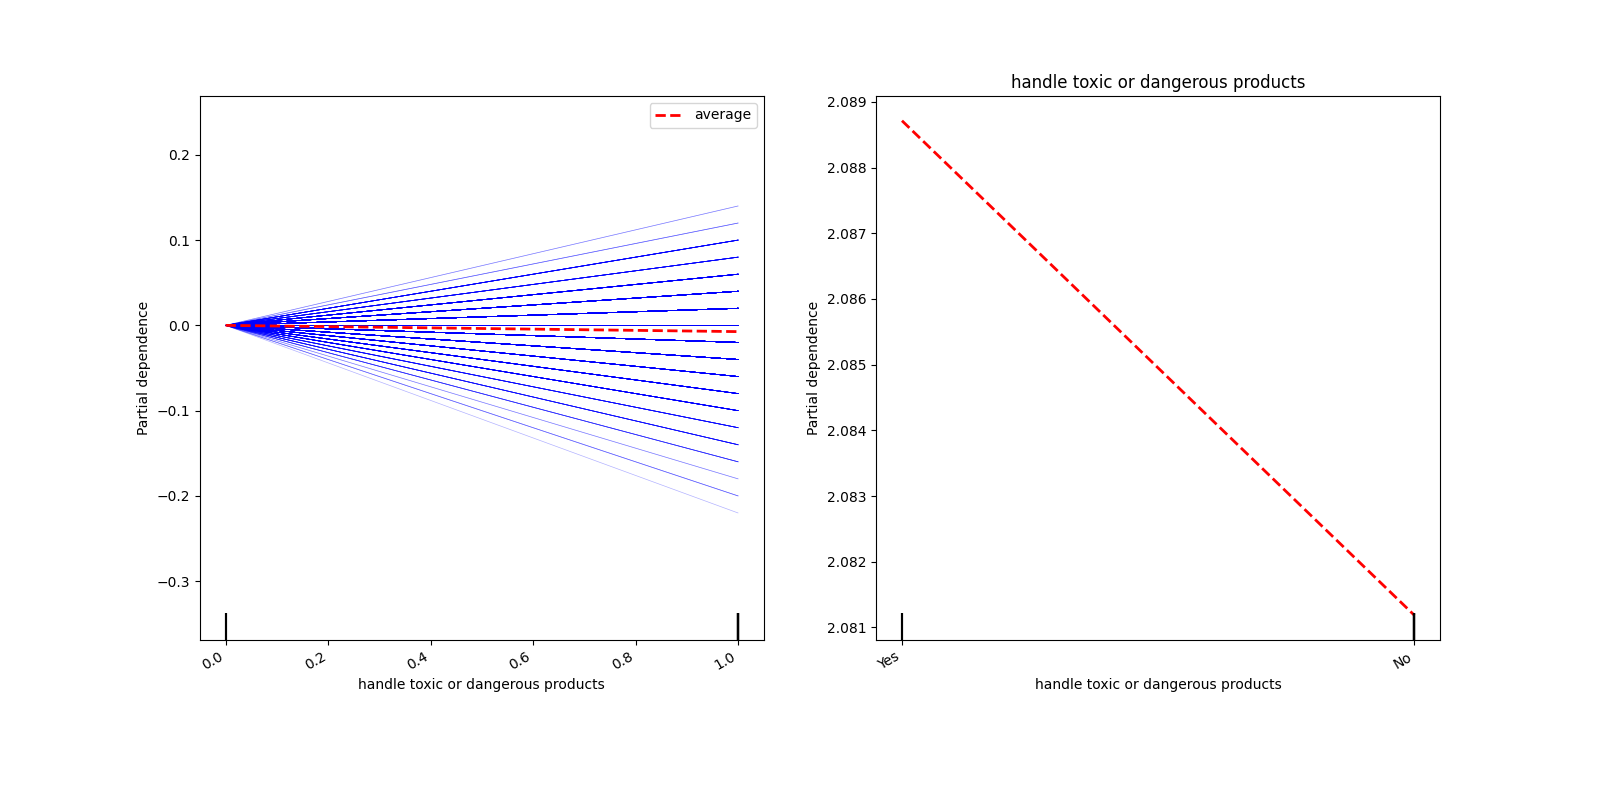 average
0.2
0.1
0.0
−0.1
−0.2
−0.3
Partial dependence
0.0
0.2
0.4
0.6
0.8
1.0
handle toxic or dangerous products
handle toxic or dangerous products
2.089
2.088
2.087
2.086
2.085
2.084
2.083
2.082
2.081
Partial dependence
Yes
No
handle toxic or dangerous products